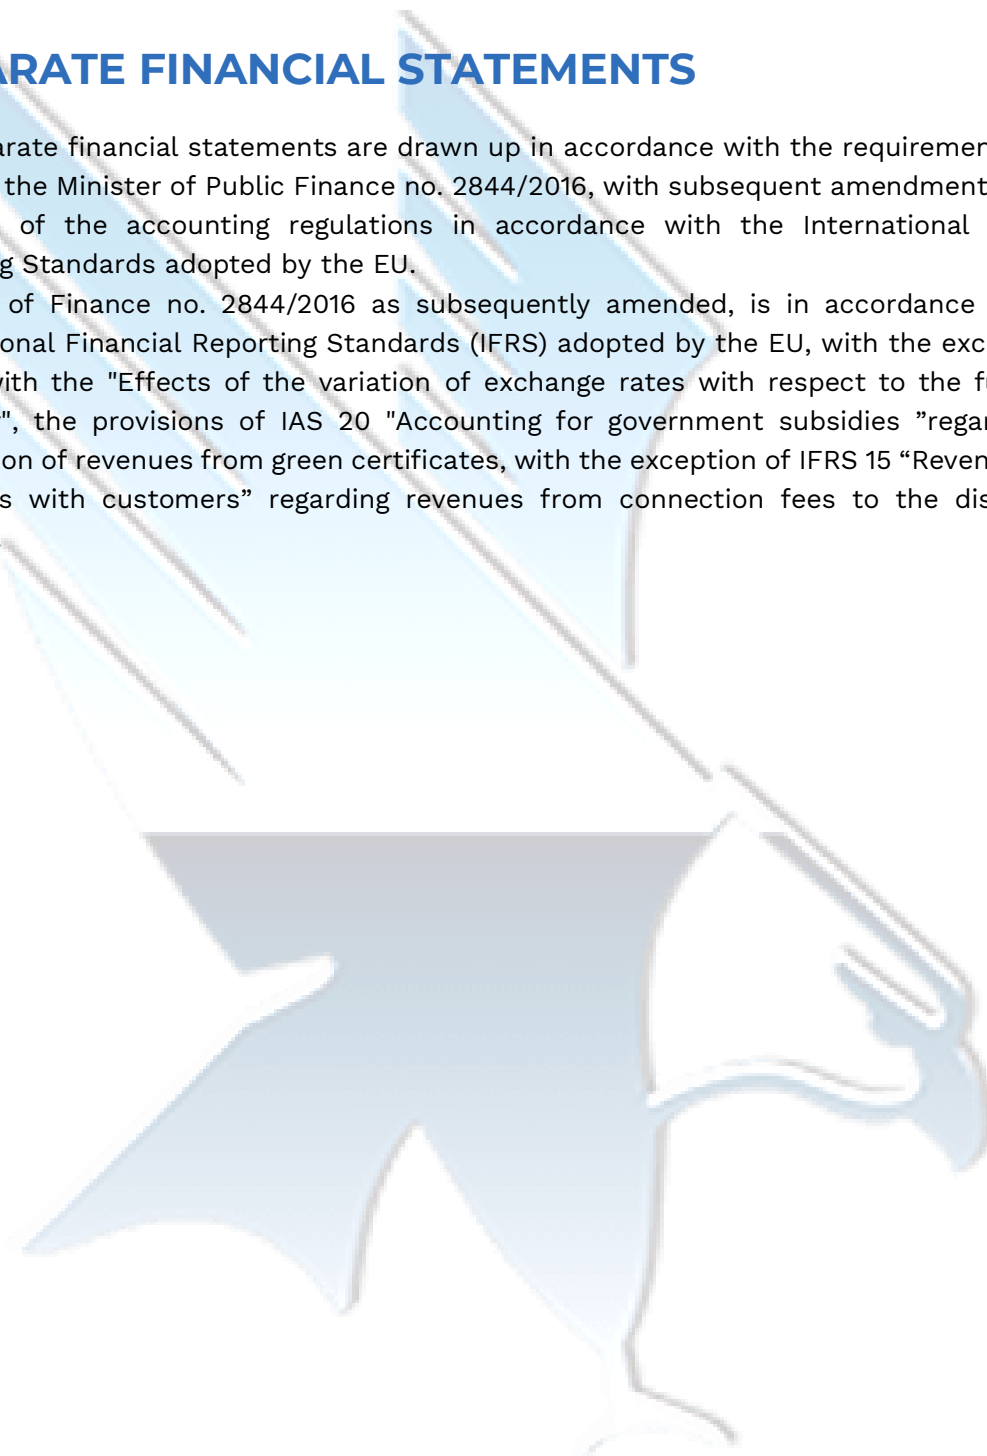 ARATE FINANCIAL STATEMENTS
arate financial statements are drawn up in accordance with the requiremen
the Minister of Public Finance no. 2844/2016, with subsequent amendment
of the accounting regulations in accordance with the International
g Standards adopted by the EU.
of Finance no. 2844/2016 as subsequently amended, is in accordance
onal Financial Reporting Standards (IFRS) adopted by the EU, with the exc
with the "Effects of the variation of exchange rates with respect to the fu
", the provisions of IAS 20 "Accounting for government subsidies ”regar
on of revenues from green certificates, with the exception of IFRS 15 “Reven
s with customers” regarding revenues from connection fees to the dis